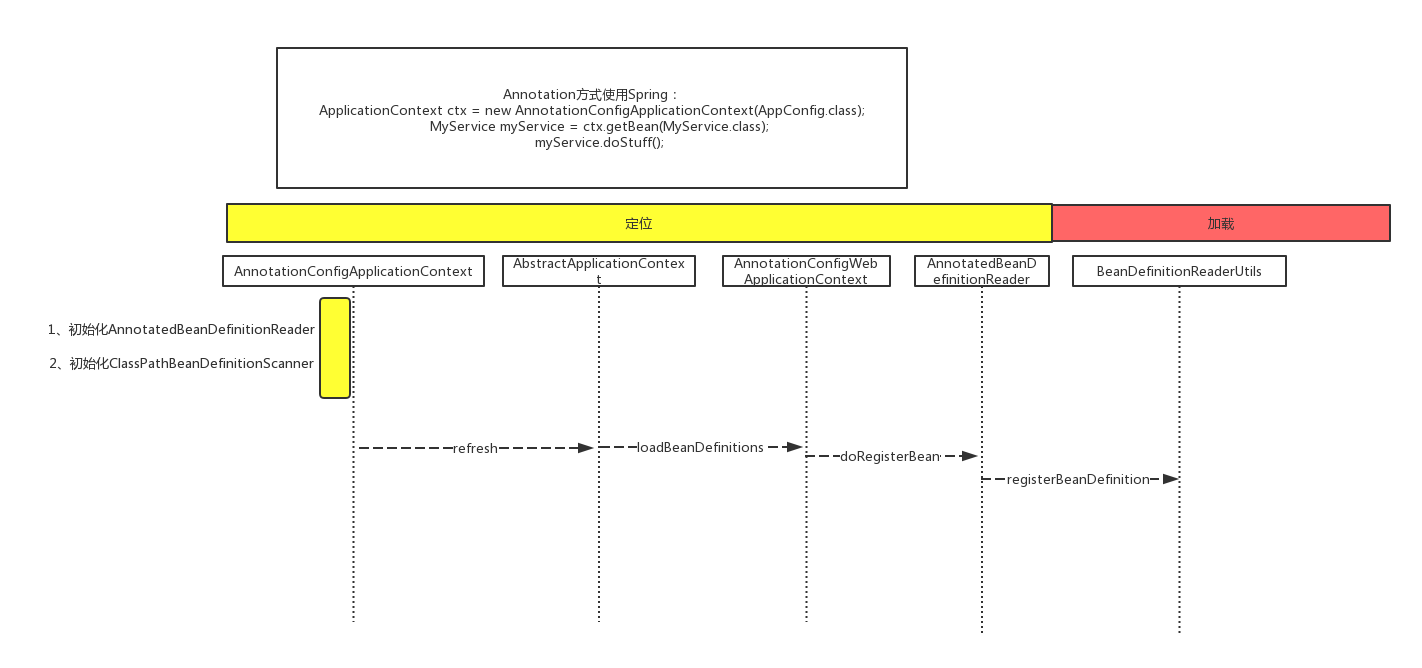 Annotation方式使用Spring：
ApplicationContext ctx = new AnnotationConfigApplicationContext(AppConfig.class);
MyService myService = ctx.getBean(MyService.class);
myService.doStuff();
定位
加载
AnnotationConfigApplicationContext
AbstractApplicationContex
t
AnnotationConfigWeb
ApplicationContext
AnnotatedBeanD
efinitionReader
BeanDefinitionReaderUtils
1、初始化AnnotatedBeanDefinitionReader
2、初始化ClassPathBeanDefinitionScanner
refresh
loadBeanDefinitions
doRegisterBean
registerBeanDefinition